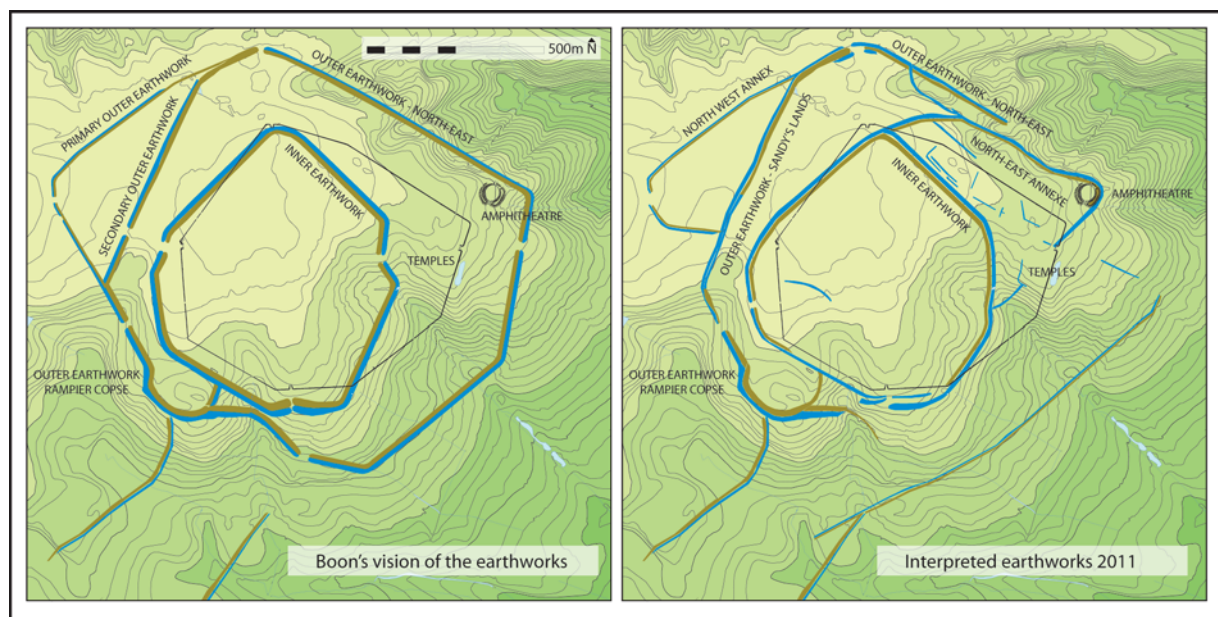 500m N
PRIMARY OUTER EARTHWORK
OUTER EARTHWORK - NORTH-EAST
SECONDARY OUTER EARTHWORK
INNER EARTHWORK
AMPHITHEATRE
TEMPLES
OUTER EARTHWORK
RAMPIER COPSE
Boon's vision of the earthworks
NORTH WEST ANNEX
OUTER EARTHWORK - NORTH-EAST
OUTER EARTHWORK - SANDY'S LANDS
NORTH-EAST ANNEXE
INNER EARTHWORK
AMPHITHEATRE
TEMPLES
OUTER EARTHWORK
RAMPIER COPSE
Interpreted earthworks 2011